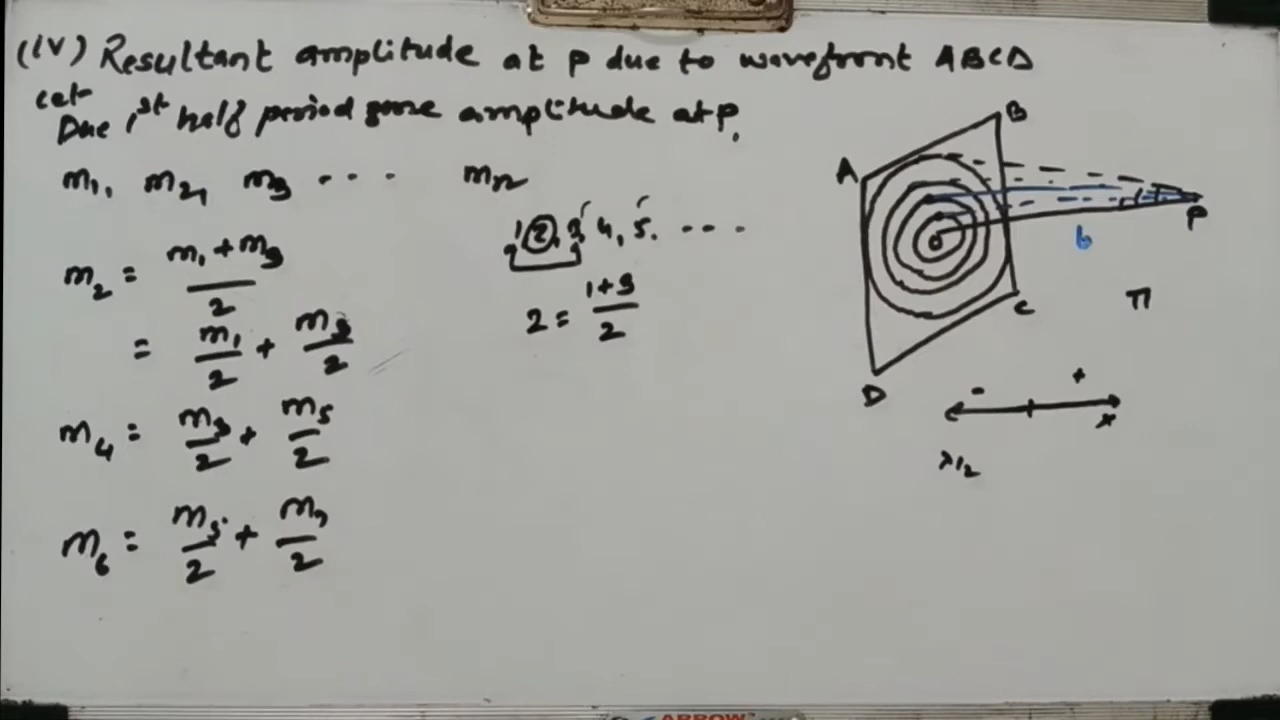 (iv) Resultant amplitude at P due to wavefront ABCD
Let
Due 1st half period zone amplitude at P.
m1, m2, m3 ... mn
1 2, 3, 4, 5. ...
m2 = m1 + m3 / 2
2 = 1+3 / 2
= m1/2 + m3/2
m4 = m3/2 + m5/2
m6 = m5/2 + m7/2
A
B
C
D
P
b
π
- +
x
λ/2
ARROW